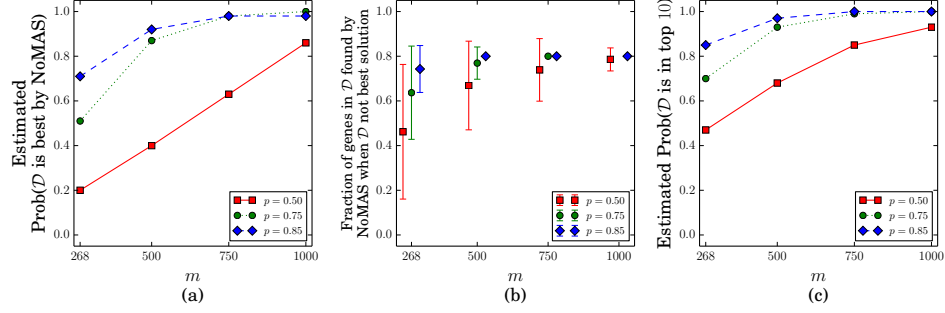 Estimated
Prob(𝒟 is best by NoMAS)
1.0
0.8
0.6
0.4
0.2
0.0
268
500
750
1000
p = 0.50
p = 0.75
p = 0.85
m
(a)
Fraction of genes in 𝒟 found by
NoMAS when 𝒟 not best solution
1.0
0.8
0.6
0.4
0.2
0.0
268
500
750
1000
p = 0.50
p = 0.75
p = 0.85
m
(b)
Estimated Prob(𝒟 is in top 10)
1.0
0.8
0.6
0.4
0.2
0.0
268
500
750
1000
p = 0.50
p = 0.75
p = 0.85
m
(c)